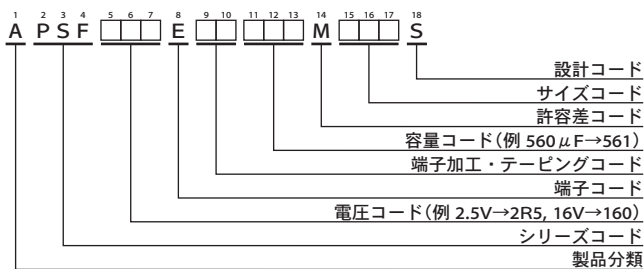 1 2 3 4 5 6 7 8 9 10 11 12 13 14 15 16 17 18
A P S F E M S
設計コード
サイズコード
許容差コード
容量コード(例 560μF→561)
端子加工・テーピングコード
端子コード
電圧コード(例 2.5V→2R5, 16V→160)
シリーズコード
製品分類